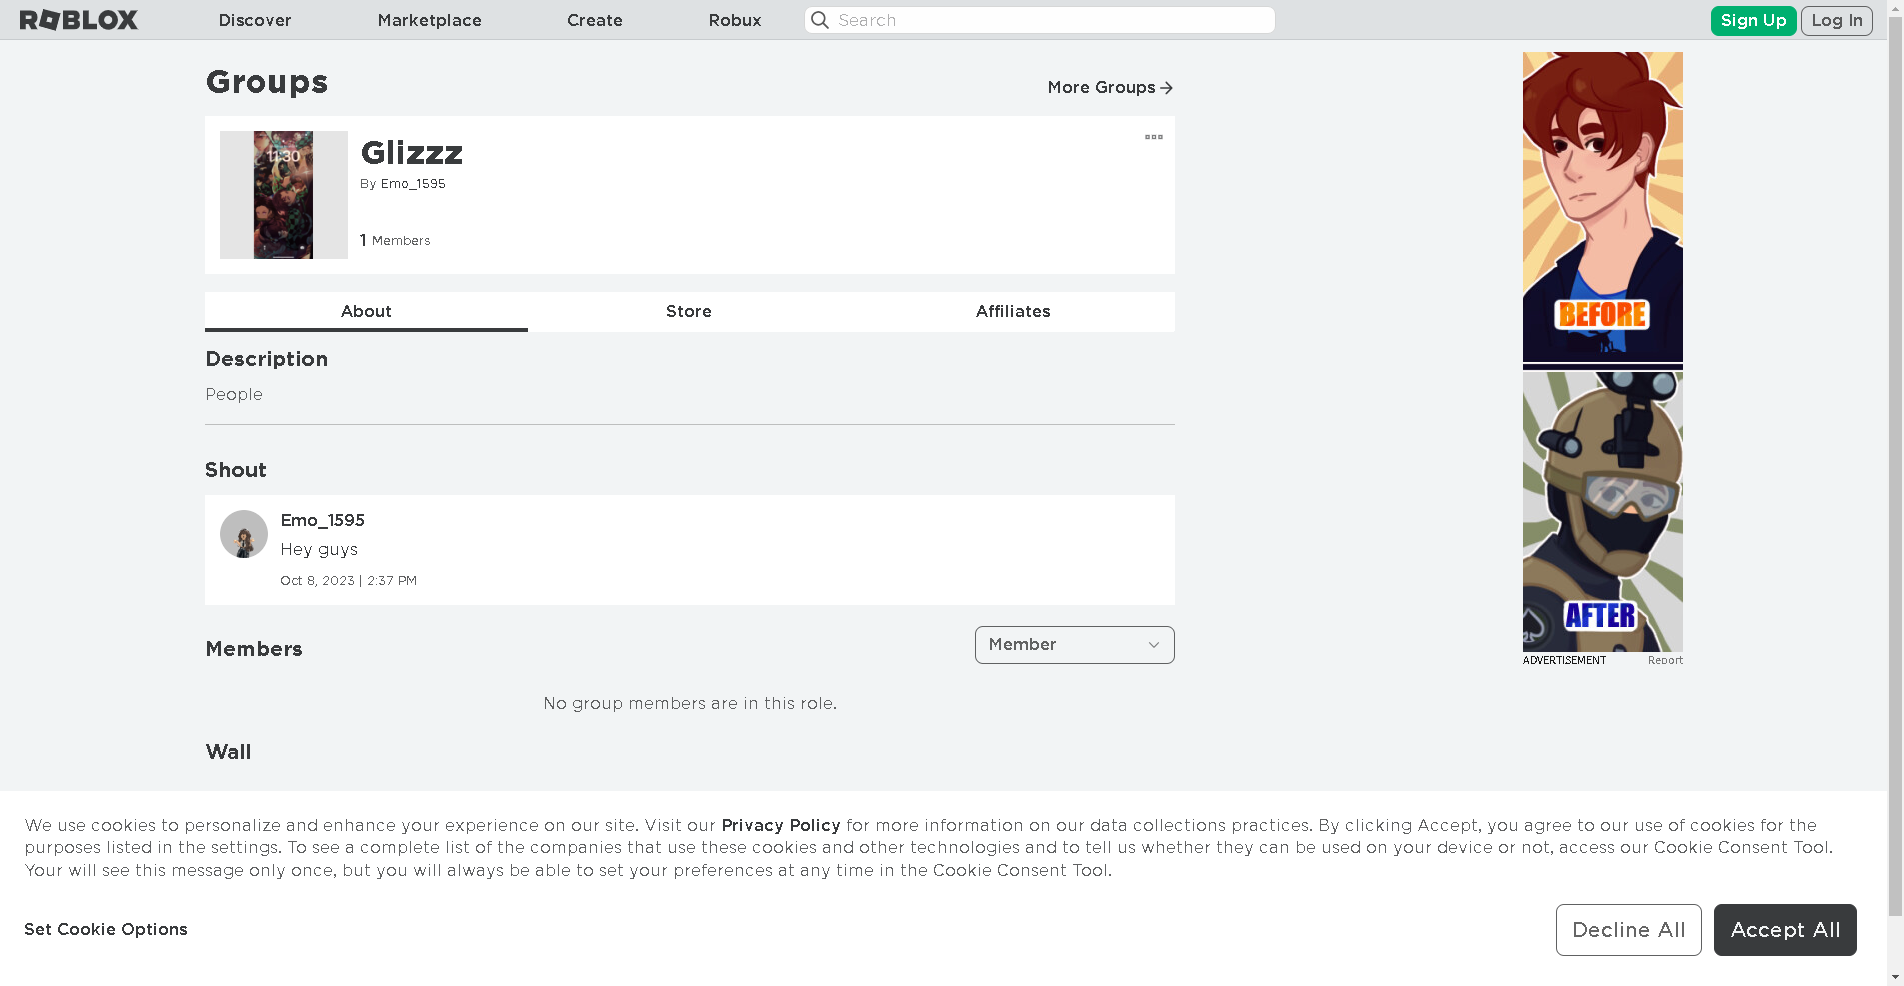 ROBLOX
Discover
Marketplace
Create
Robux
Search
Sign Up
Log In
Groups
More Groups
11:30
Glizzz
By Emo_1595
1 Members
About
Store
Affiliates
Description
People
Shout
Emo_1595
Hey guys
Oct 8, 2023 | 2:37 PM
Members
Member
No group members are in this role.
Wall
BEFORE
AFTER
ADVERTISEMENT
Report
We use cookies to personalize and enhance your experience on our site. Visit our Privacy Policy for more information on our data collections practices. By clicking Accept, you agree to our use of cookies for the
purposes listed in the settings. To see a complete list of the companies that use these cookies and other technologies and to tell us whether they can be used on your device or not, access our Cookie Consent Tool.
Your will see this message only once, but you will always be able to set your preferences at any time in the Cookie Consent Tool.
Set Cookie Options
Decline All
Accept All